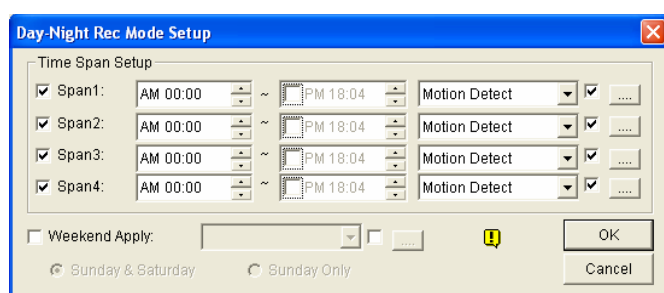 Day-Night Rec Mode Setup
Time Span Setup
Span1: AM 00:00 ~ PM 18:04 Motion Detect ....
Span2: AM 00:00 ~ PM 18:04 Motion Detect ....
Span3: AM 00:00 ~ PM 18:04 Motion Detect ....
Span4: AM 00:00 ~ PM 18:04 Motion Detect ....
Weekend Apply: .... OK
Sunday & Saturday Sunday Only Cancel